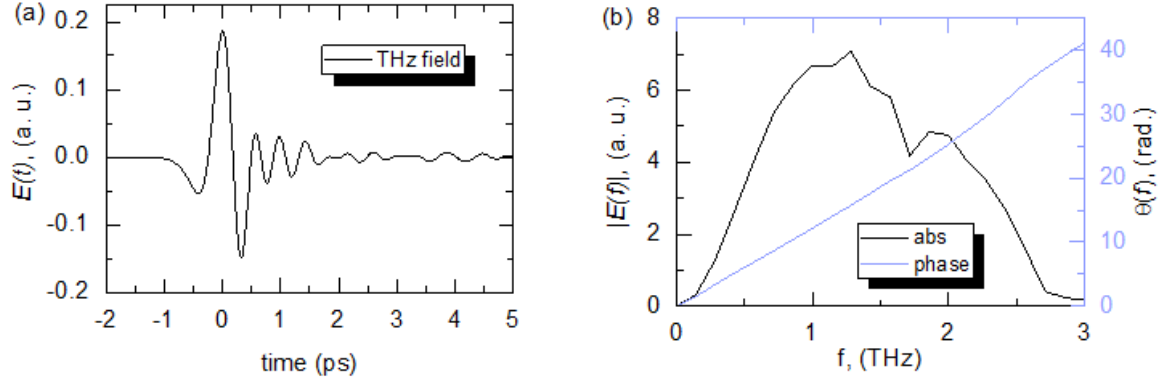 (a)
0.2
0.1
0.0
-0.1
-0.2
E(t), (a. u.)
THz field
-2 -1 0 1 2 3 4 5
time (ps)
(b)
8
6
4
2
0
|E(f)|, (a. u.)
abs
phase
40
30
20
10
0
θ(f), (rad.)
0 1 2 3
f, (THz)